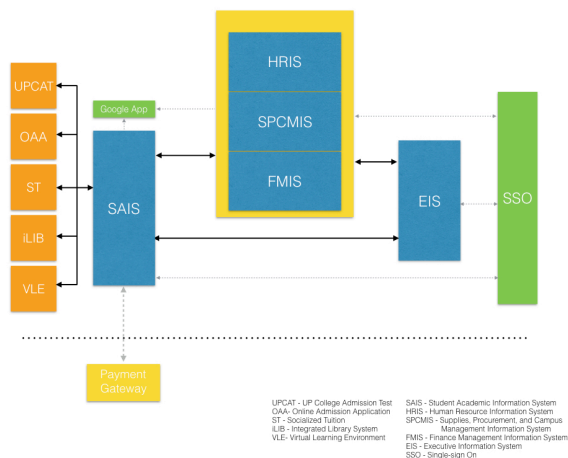 HRIS
UPCAT
Google App
OAA
SPCMIS
ST
FMIS
SAIS
EIS
SSO
iLIB
VLE
Payment
Gateway
UPCAT - UP College Admission Test
OAA- Online Admission Application
ST - Socialized Tuition
iLIB - Integrated Library System
VLE- Virtual Learning Environment
SAIS - Student Academic Information System
HRIS - Human Resource Information System
SPCMIS - Supplies, Procurement, and Campus
Management Information System
FMIS - Finance Management Information System
EIS - Executive Information System
SSO - Single-sign On